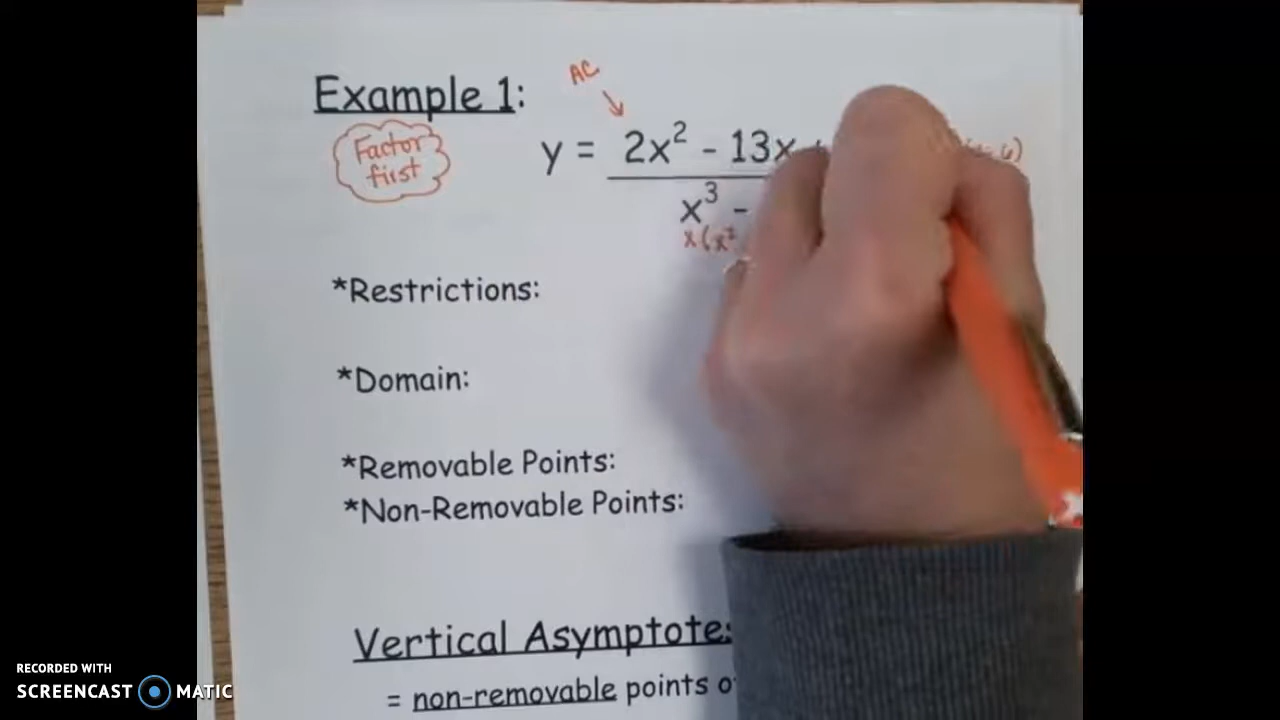 AC
Example 1:
Factor
first
y = 2x² - 13x
6)
x³ -
x(x²
*Restrictions:
*Domain:
*Removable Points:
*Non-Removable Points:
Vertical Asymptote:
= non-removable points
RECORDED WITH
SCREENCAST MATIC